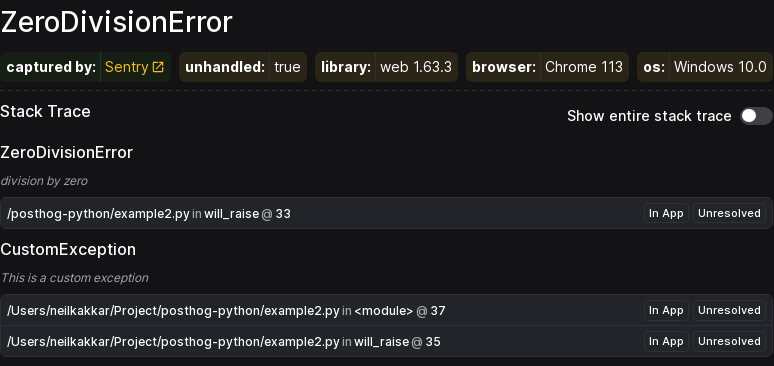 ZeroDivisionError
captured by: Sentry unhandled: true library: web 1.63.3 browser: Chrome 113 os: Windows 10.0
Stack Trace Show entire stack trace
ZeroDivisionError
division by zero
/posthog-python/example2.py in will_raise @ 33 In App Unresolved
CustomException
This is a custom exception
/Users/neilkakkar/Project/posthog-python/example2.py in <module> @ 37 In App Unresolved
/Users/neilkakkar/Project/posthog-python/example2.py in will_raise @ 35 In App Unresolved